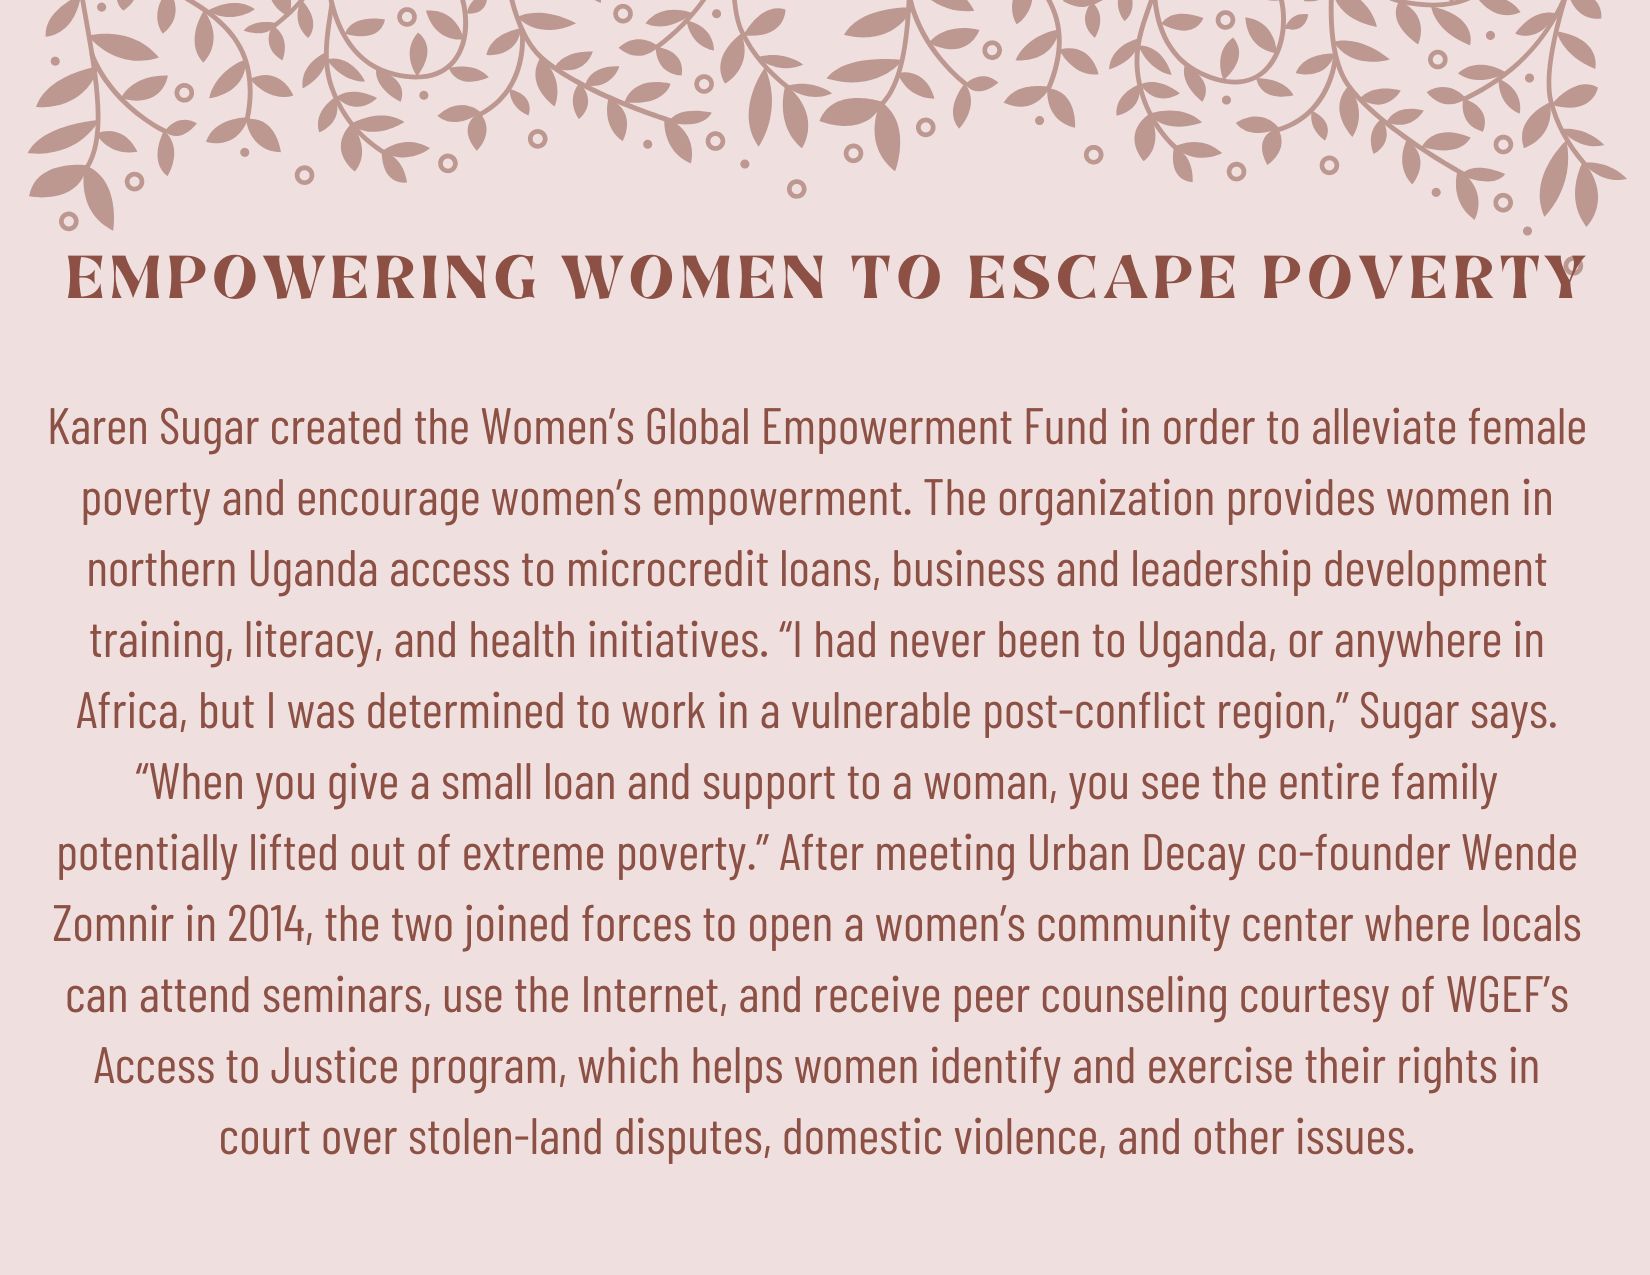 EMPOWERING WOMEN TO ESCAPE POVERTY
Karen Sugar created the Women’s Global Empowerment Fund in order to alleviate female
poverty and encourage women’s empowerment. The organization provides women in
northern Uganda access to microcredit loans, business and leadership development
training, literacy, and health initiatives. “I had never been to Uganda, or anywhere in
Africa, but I was determined to work in a vulnerable post-conflict region,” Sugar says.
“When you give a small loan and support to a woman, you see the entire family
potentially lifted out of extreme poverty.” After meeting Urban Decay co-founder Wende
Zomnir in 2014, the two joined forces to open a women’s community center where locals
can attend seminars, use the Internet, and receive peer counseling courtesy of WGEF’s
Access to Justice program, which helps women identify and exercise their rights in
court over stolen-land disputes, domestic violence, and other issues.